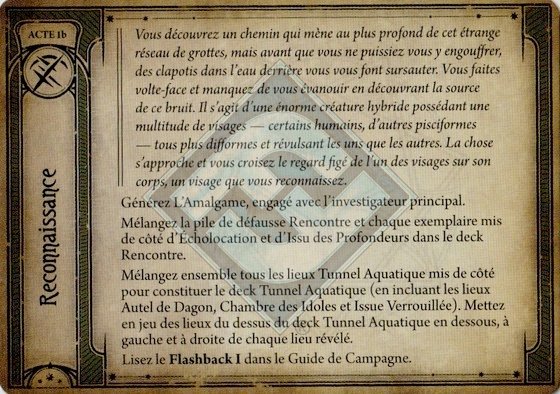 ACTE 1b
Reconnaissance
Vous découvrez un chemin qui mène au plus profond de cet étrange
réseau de grottes, mais avant que vous ne puissiez vous y engouffrer,
des clapotis dans l'eau derrière vous vous font sursauter. Vous faites
volte-face et manquez de vous évanouir en découvrant la source
de ce bruit. Il s'agit d'une énorme créature hybride possédant une
multitude de visages — certains humains, d'autres pisciformes
— tous plus difformes et révulsant les uns que les autres. La chose
s'approche et vous croisez le regard figé de l'un des visages sur son
corps, un visage que vous reconnaissez.
Générez L'Amalgame, engagé avec l'investigateur principal.
Mélangez la pile de défausse Rencontre et chaque exemplaire mis
de côté d'Écholocation et d'Issu des Profondeurs dans le deck
Rencontre.
Mélangez ensemble tous les lieux Tunnel Aquatique mis de côté
pour constituer le deck Tunnel Aquatique (en incluant les lieux
Autel de Dagon, Chambre des Idoles et Issue Verrouillée). Mettez
en jeu des lieux du dessus du deck Tunnel Aquatique en dessous, à
gauche et à droite de chaque lieu révélé.
Lisez le Flashback I dans le Guide de Campagne.